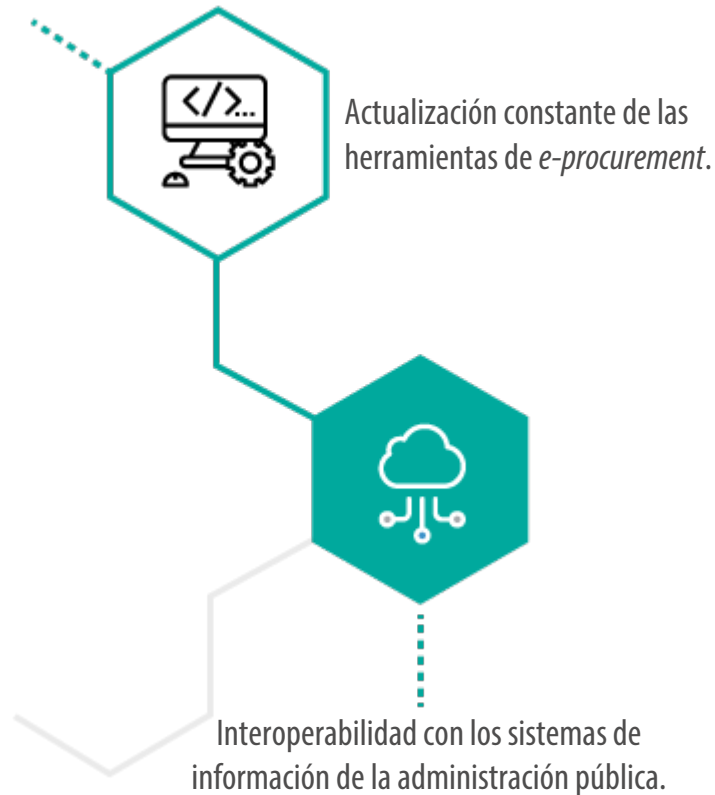 </>...
Actualización constante de las
herramientas de e-procurement.
Interoperabilidad con los sistemas de
información de la administración pública.